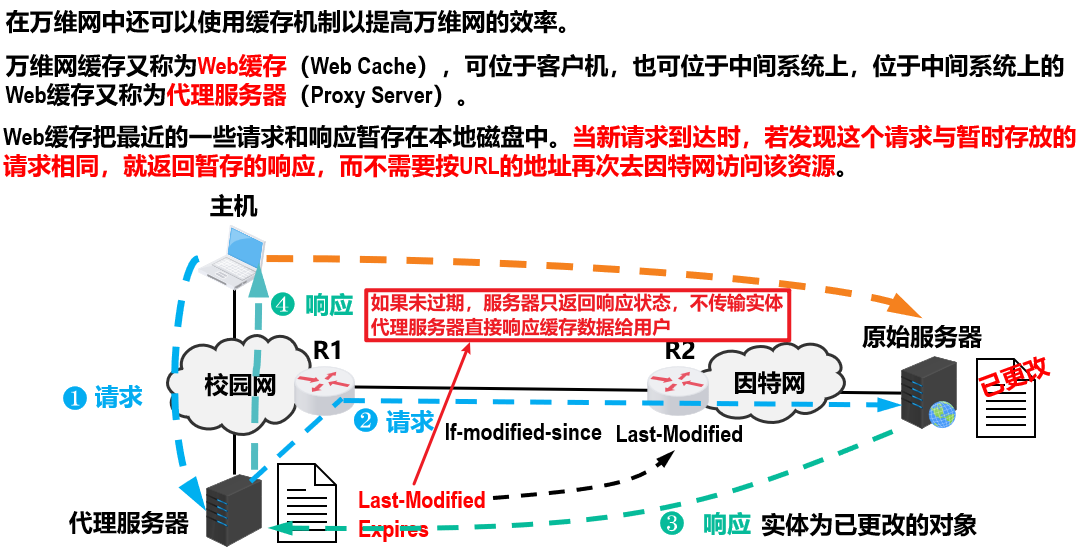 在万维网中还可以使用缓存机制以提高万维网的效率。
万维网缓存又称为Web缓存（Web Cache），可位于客户机，也可位于中间系统上，位于中间系统上的
Web缓存又称为代理服务器（Proxy Server）。
Web缓存把最近的一些请求和响应暂存在本地磁盘中。当新请求到达时，若发现这个请求与暂时存放的
请求相同，就返回暂存的响应，而不需要按URL的地址再次去因特网访问该资源。
主机
❹ 响应
如果未过期，服务器只返回响应状态，不传输实体
代理服务器直接响应缓存数据给用户
原始服务器
R1
R2
校园网
因特网
已更改
❶ 请求
❷ 请求
If-modified-since Last-Modified
Last-Modified
Expires
代理服务器
❸ 响应 实体为已更改的对象